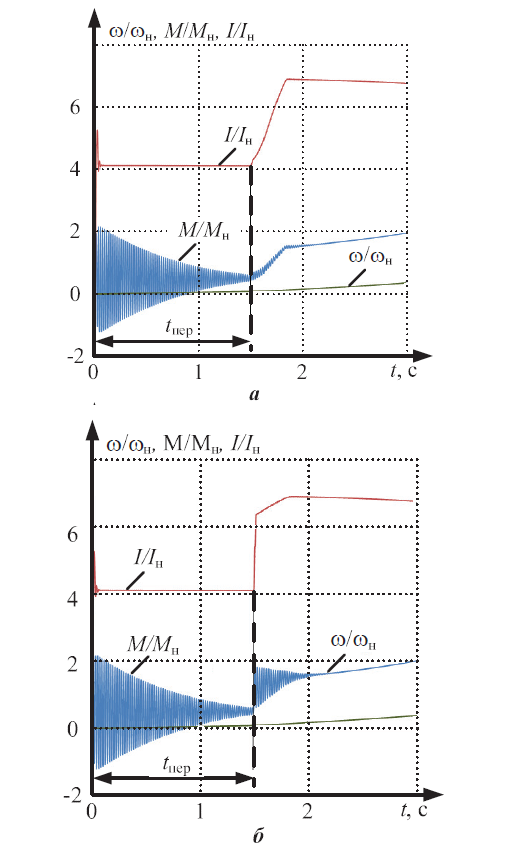 ω/ωн, M/Mн, I/Iн
6
I/Iн
4
M/Mн
2
ω/ωн
0
tпер
-2
0 1 2 t, с
а
ω/ωн, М/Мн, I/Iн
6
I/Iн
4
M/Mн
ω/ωн
2
0
tпер
-2
0 1 2 t, с
б